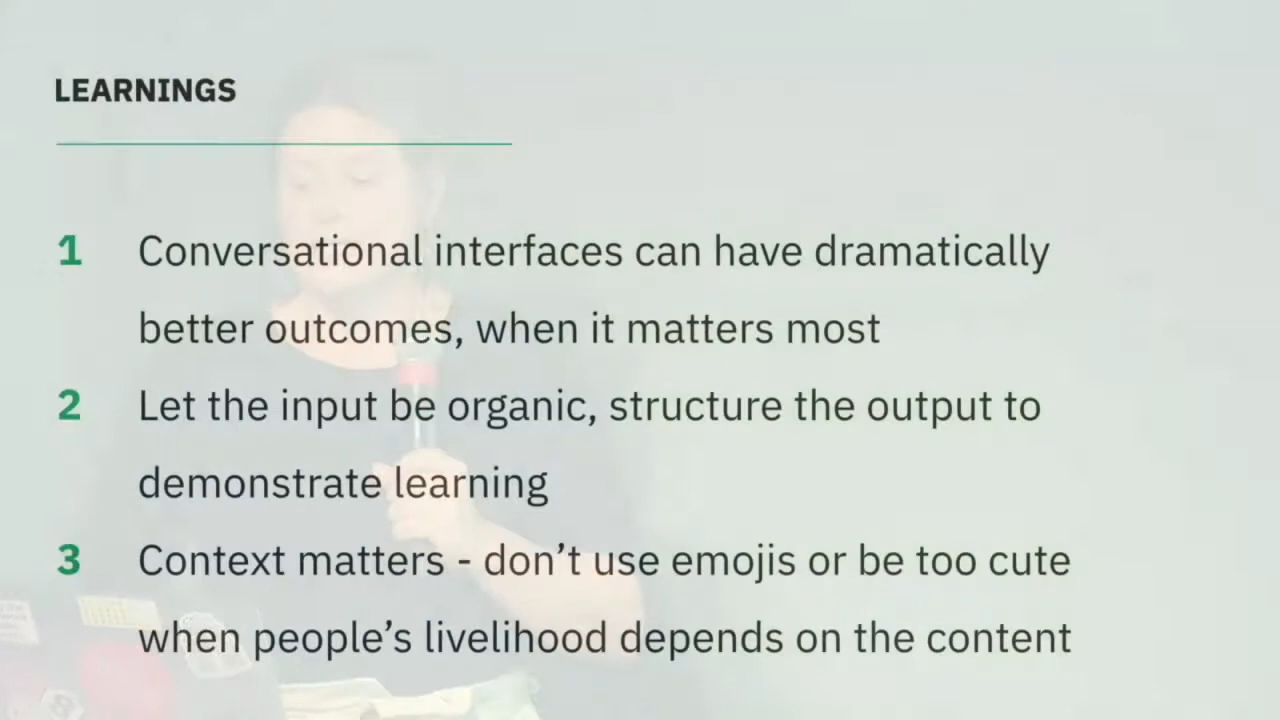 LEARNINGS
1 Conversational interfaces can have dramatically
better outcomes, when it matters most
2 Let the input be organic, structure the output to
demonstrate learning
3 Context matters - don’t use emojis or be too cute
when people’s livelihood depends on the content